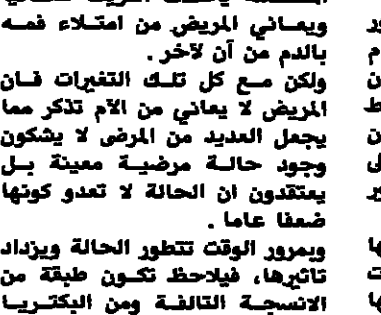 ويعاني المريض من امتلاء فمه
بالدم من آن لآخر .
ولكن مع كل تلك التغيرات فان
المريض لا يعاني من آلام تذكر مما
يجعل العديد من المرضى لا يشكون
وجود حالة مرضية معينة بل
يعتقدون ان الحالة لا تعدو كونها
ضعفا عاما .
وبمرور الوقت تتطور الحالة ويزداد
تاثيرها، فيلاحظ تكون طبقة من
الانسجة التالفة ومن البكتريا